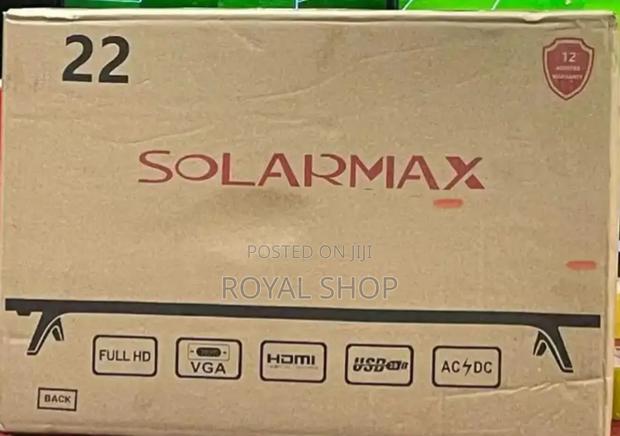 22
12
MONTHS
WARRANTY
SOLARMAX
POSTED ON JIJI
ROYAL SHOP
FULL HD
VGA
HDMI
USB
AC DC
BACK